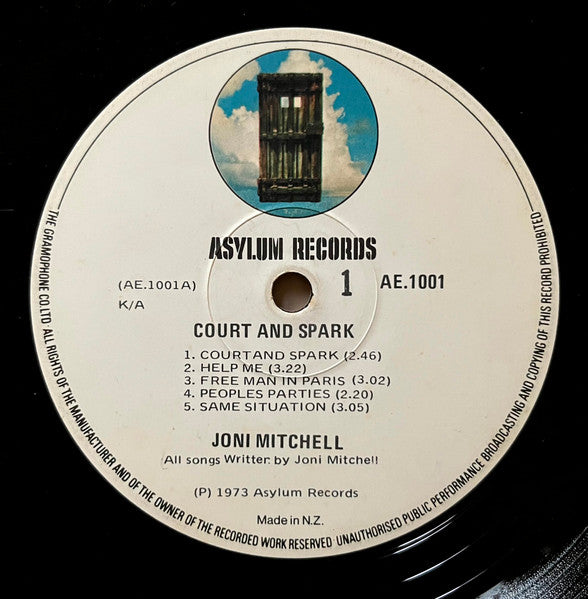 ASYLUM RECORDS
(AE.1001A)
K/A
1
AE.1001
COURT AND SPARK
1. COURTAND SPARK (2.46)
2. HELP ME (3.22)
3. FREE MAN IN PARIS (3.02)
4. PEOPLES PARTIES (2.20)
5. SAME SITUATION (3.05)
JONI MITCHELL
All songs Writter. by Joni Mitchell
(P) 1973 Asylum Records
Made in N.Z.
THE GRAMOPHONE CO. LTD · ALL RIGHTS OF THE MANUFACTURER AND OF THE OWNER OF THE RECORDED WORK RESERVED · UNAUTHORISED PUBLIC PERFORMANCE BROADCASTING AND COPYING OF THIS RECORD PROHIBITED